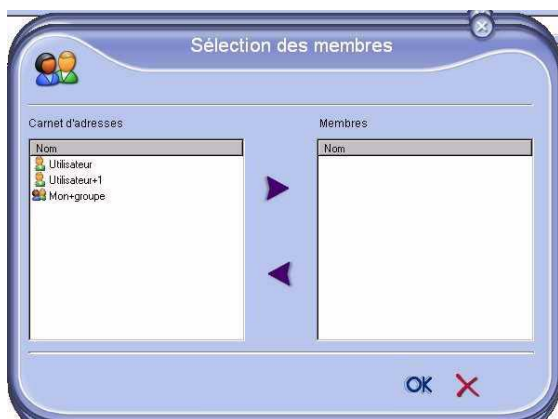 Sélection des membres
Carnet d'adresses
Membres
Nom
Nom
Utilisateur
Utilisateur+1
Mon+groupe
OK